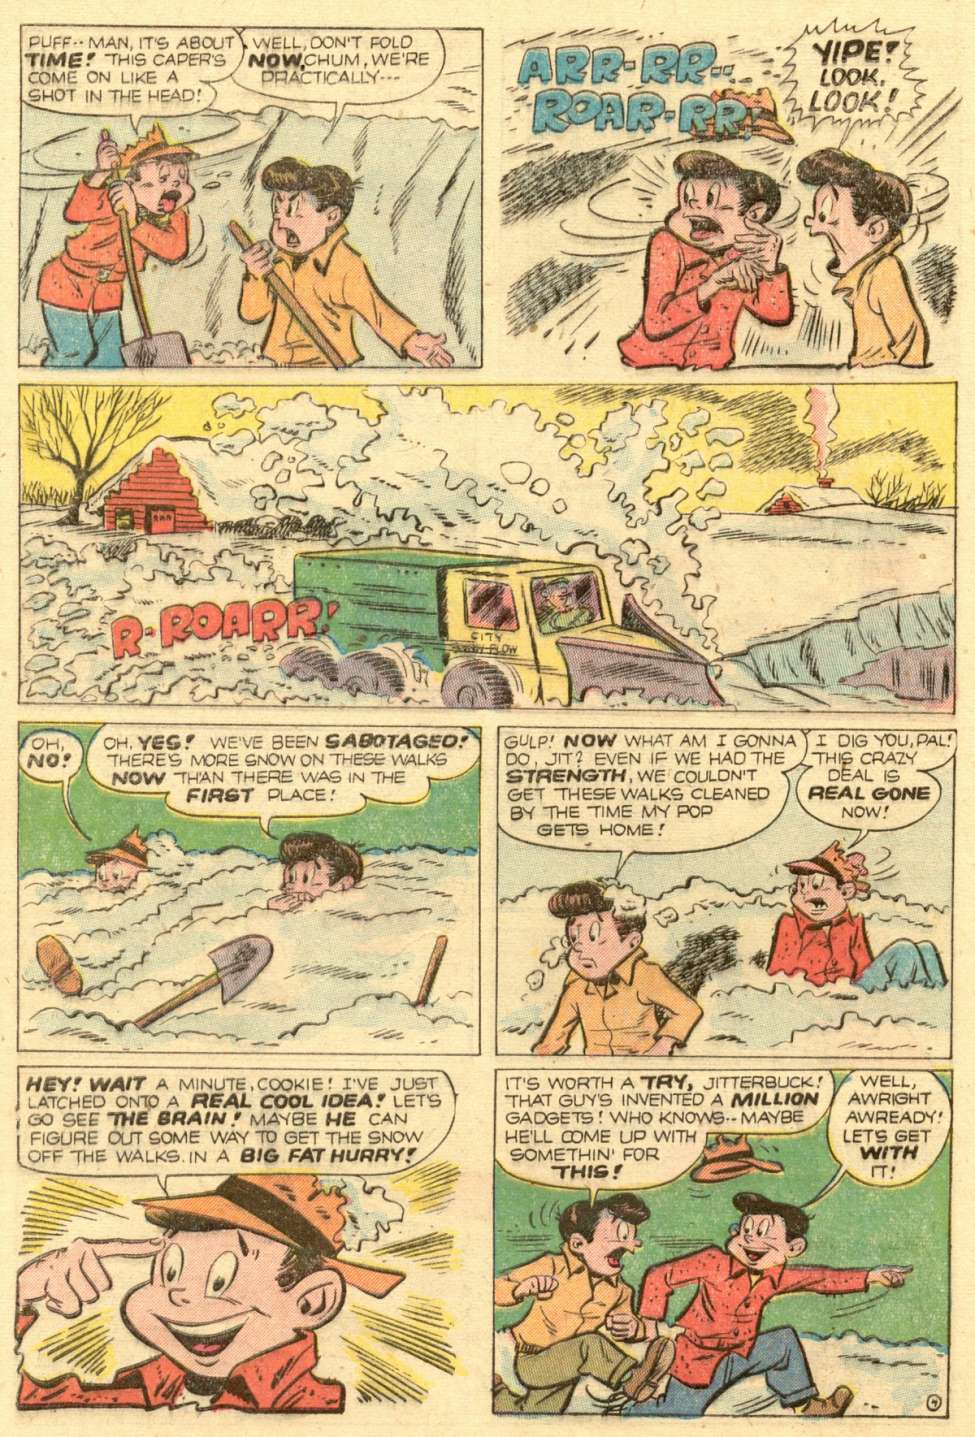 PUFF-- MAN, IT'S ABOUT
TIME! THIS CAPER'S
COME ON LIKE A
SHOT IN THE HEAD!
WELL, DON'T FOLD
NOW, CHUM, WE'RE
PRACTICALLY---
ARR-RR--
ROAR-RR!
YIPE!
LOOK,
LOOK!
R-ROARR!
CITY
SNOW PLOW
OH,
NO!
OH, YES! WE'VE BEEN SABOTAGED!
THERE'S MORE SNOW ON THESE WALKS
NOW THAN THERE WAS IN THE
FIRST PLACE!
GULP! NOW WHAT AM I GONNA
DO, JIT? EVEN IF WE HAD THE
STRENGTH, WE COULDN'T
GET THESE WALKS CLEANED
BY THE TIME MY POP
GETS HOME!
I DIG YOU, PAL!
THIS CRAZY
DEAL IS
REAL GONE
NOW!
HEY! WAIT A MINUTE, COOKIE! I'VE JUST
LATCHED ONTO A REAL COOL IDEA! LET'S
GO SEE THE BRAIN! MAYBE HE CAN
FIGURE OUT SOME WAY TO GET THE SNOW
OFF THE WALKS. IN A BIG FAT HURRY!
IT'S WORTH A TRY, JITTERBUCK!
THAT GUY'S INVENTED A MILLION
GADGETS! WHO KNOWS-- MAYBE
HE'LL COME UP WITH
SOMETHIN' FOR
THIS!
WELL,
AWRIGHT
AWREADY!
LET'S GET
WITH
IT!
4